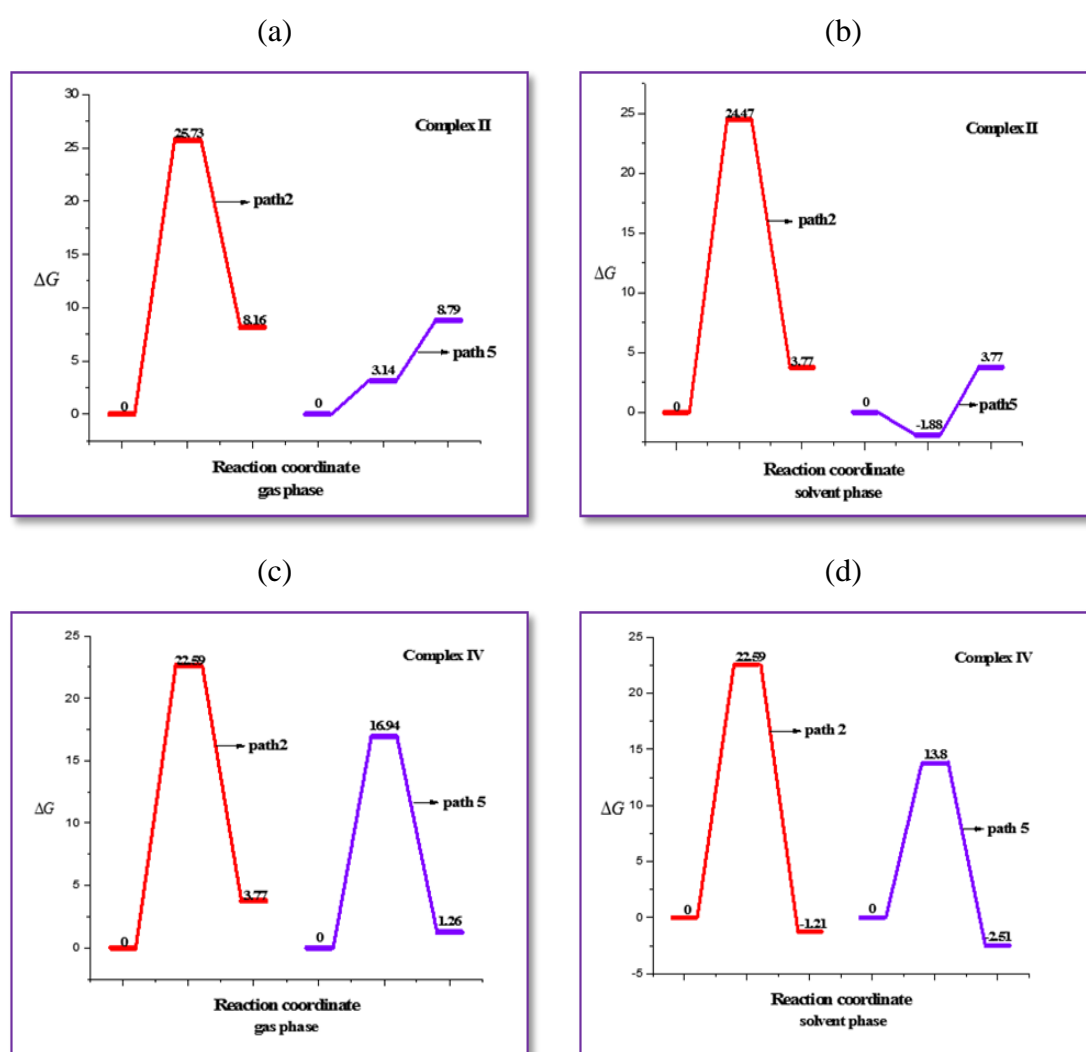 (a)
(b)
30
25
20
15
10
5
0
ΔG
25.73
Complex II
path2
8.16
0
0
3.14
8.79
path 5
Reaction coordinate
gas phase
25
20
15
10
5
0
ΔG
24.47
Complex II
path2
3.77
0
0
-1.88
3.77
path5
Reaction coordinate
solvent phase
(c)
(d)
25
20
15
10
5
0
ΔG
22.59
Complex IV
path2
3.77
0
0
16.94
path 5
1.26
Reaction coordinate
gas phase
25
20
15
10
5
0
-5
ΔG
22.59
Complex IV
path 2
0
-1.21
0
13.8
path 5
-2.51
Reaction coordinate
solvent phase